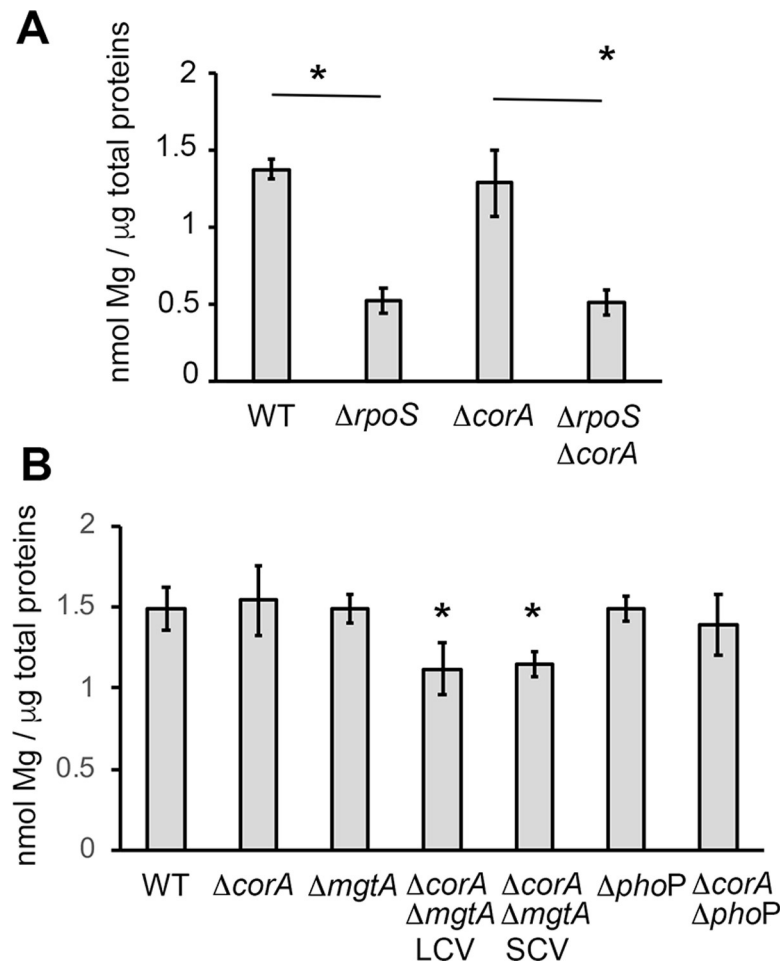 A
nmol Mg / μg total proteins
2
1.5
1
0.5
0
*
*
WT ΔrpoS ΔcorA ΔrpoS
ΔcorA
B
nmol Mg / μg total proteins
2
1.5
1
0.5
0
* *
WT ΔcorA ΔmgtA ΔcorA ΔcorA ΔphoP ΔcorA
ΔmgtA ΔmgtA ΔphoP
LCV SCV